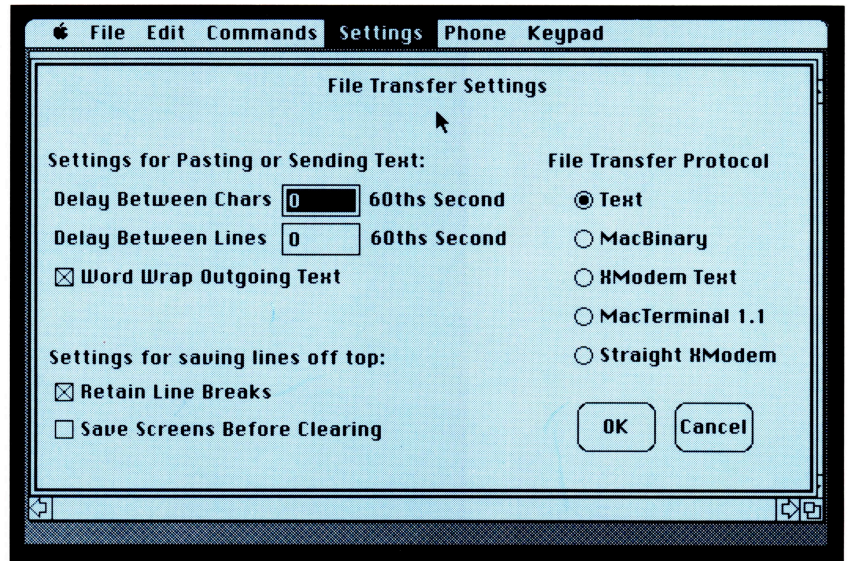 File Edit Commands Settings Phone Keypad
File Transfer Settings
Settings for Pasting or Sending Text:
Delay Between Chars 0 60ths Second
Delay Between Lines 0 60ths Second
Word Wrap Outgoing Text
Settings for saving lines off top:
Retain Line Breaks
Save Screens Before Clearing
File Transfer Protocol
Text
MacBinary
XModem Text
MacTerminal 1.1
Straight XModem
OK Cancel